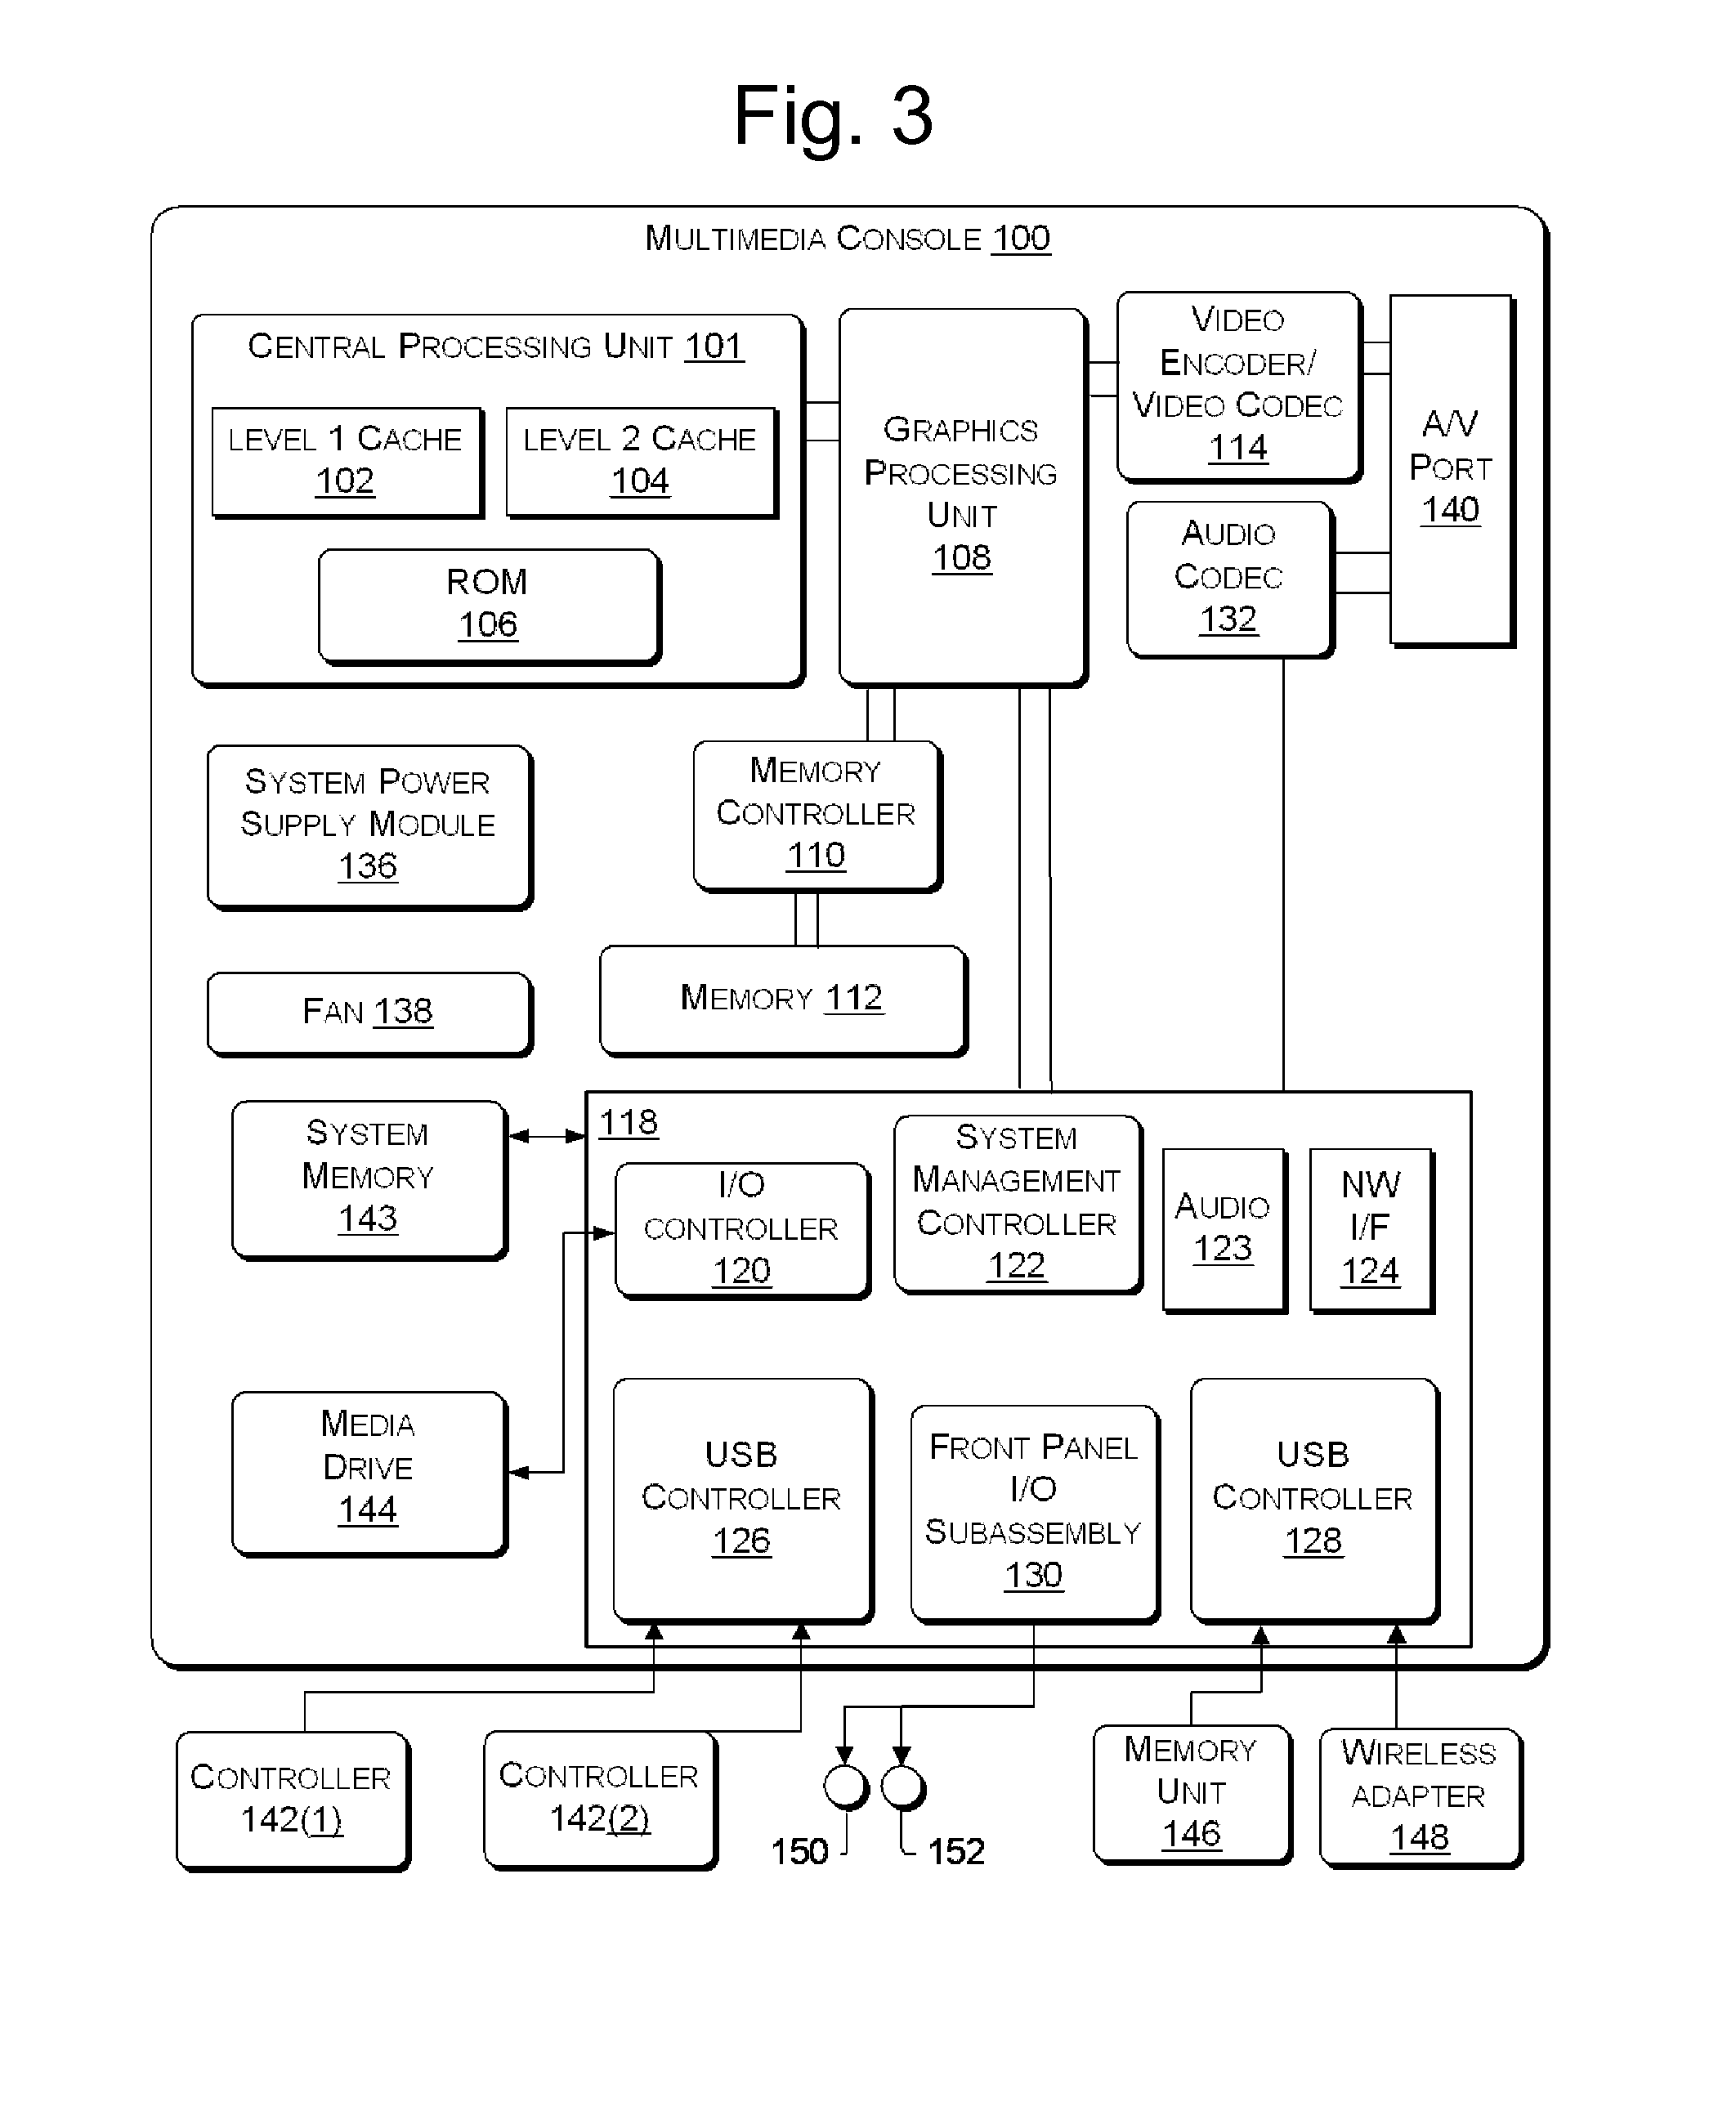 Fig. 3
Multimedia Console 100
Central Processing Unit 101
level 1 Cache
102
level 2 Cache
104
ROM
106
Graphics
Processing
Unit
108
Video
Encoder/
Video Codec
114
A/V
Port
140
Audio
Codec
132
System Power
Supply Module
136
Memory
Controller
110
Fan 138
Memory 112
System
Memory
143
118
I/O
controller
120
System
Management
Controller
122
Audio
123
NW
I/F
124
Media
Drive
144
USB
Controller
126
Front Panel
I/O
Subassembly
130
USB
Controller
128
Controller
142(1)
Controller
142(2)
150
152
Memory
Unit
146
Wireless
adapter
148